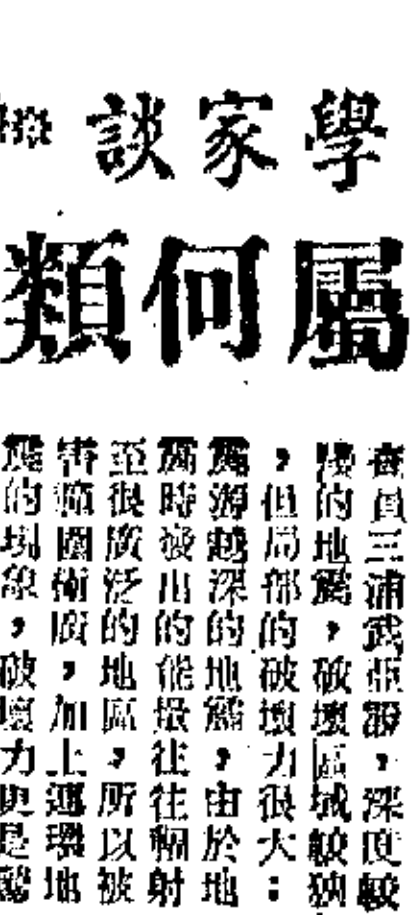 學家談
屬何類
查員三浦武亞說，深度較
淺的地震，破壞區域較狹
，但局部的破壞力很大：
震源越深的地震，由於地
震時發出的能量往往輻射
至很廣泛的地區，所以被
害範圍術廣，加上連環地
震的現象，破壞力更是驚